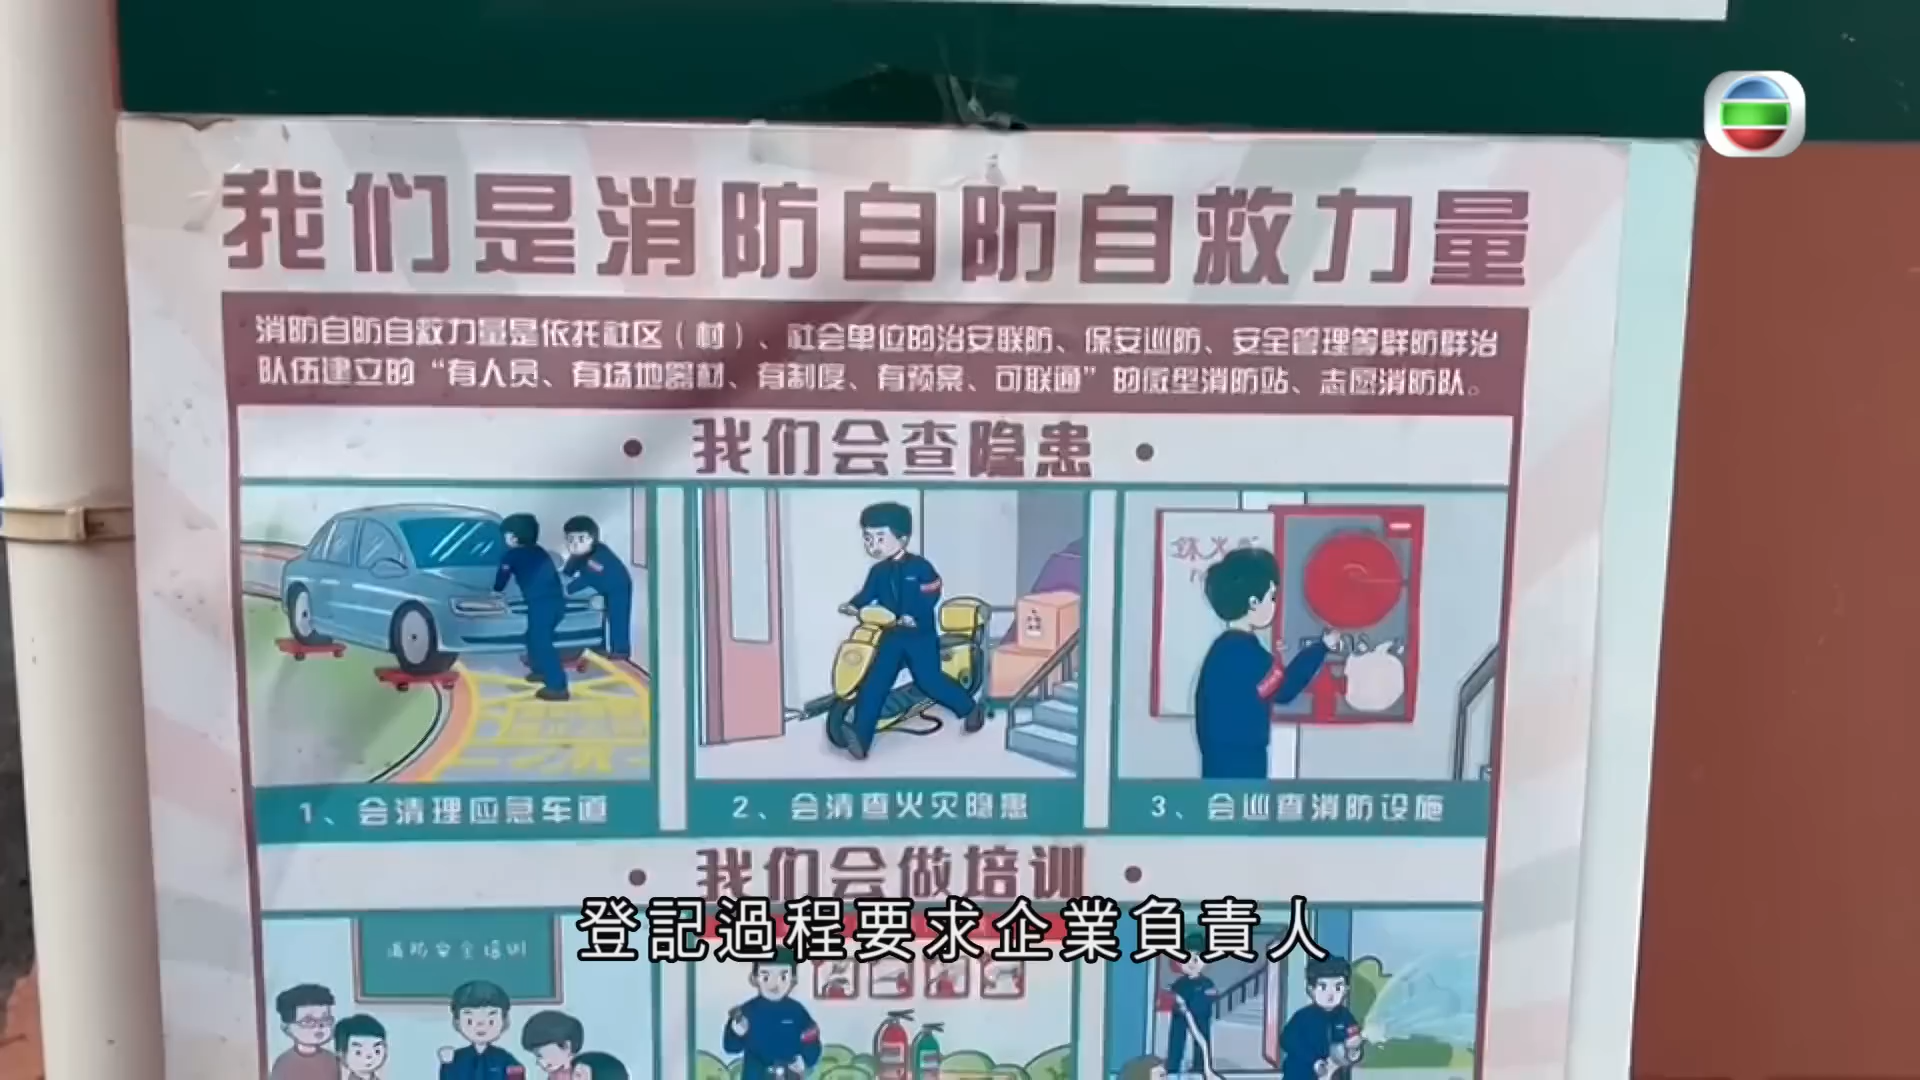 我们是消防自防自救力量
消防自防自救力量是依托社区（村）、社会单位的治安联防、保安巡防、安全管理等群防群治
队伍建立的“有人员、有场地器材、有制度、有预案、可联通”的微型消防站、志愿消防队。
·我们会查隐患·
1、会清理应急车道
2、会清查火灾隐患
3、会巡查消防设施
·我们会做培训·
消防安全培训
登記過程要求企業負責人